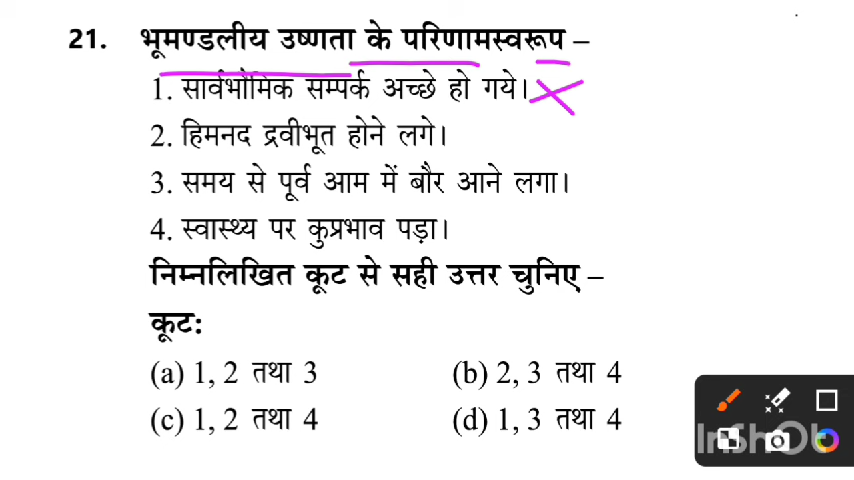 21. भूमण्डलीय उष्णता के परिणामस्वरूप –
1. सार्वभौमिक सम्पर्क अच्छे हो गये।
2. हिमनद द्रवीभूत होने लगे।
3. समय से पूर्व आम में बौर आने लगा।
4. स्वास्थ्य पर कुप्रभाव पड़ा।
निम्नलिखित कूट से सही उत्तर चुनिए –
कूट:
(a) 1, 2 तथा 3 (b) 2, 3 तथा 4
(c) 1, 2 तथा 4 (d) 1, 3 तथा 4
InShOt